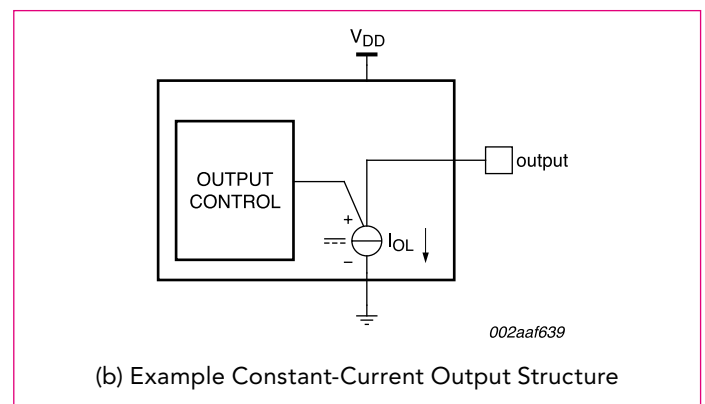 VDD
OUTPUT
CONTROL
output
+
IOL
−
002aaf639
(b) Example Constant-Current Output Structure